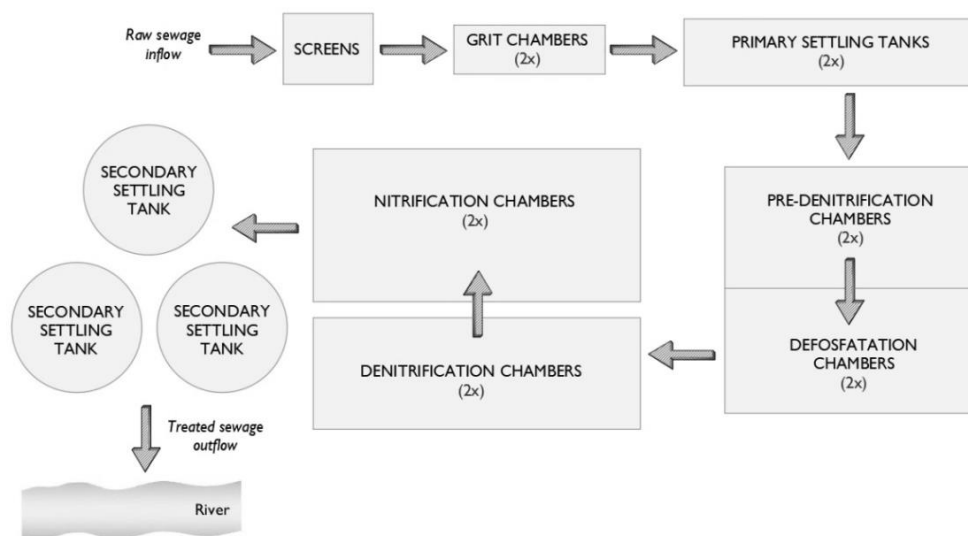 Raw sewage
inflow
SCREENS
GRIT CHAMBERS
(2x)
PRIMARY SETTLING TANKS
(2x)
PRE-DENITRIFICATION
CHAMBERS
(2x)
DEFOSFATATION
CHAMBERS
(2x)
DENITRIFICATION CHAMBERS
(2x)
NITRIFICATION CHAMBERS
(2x)
SECONDARY
SETTLING
TANK
SECONDARY
SETTLING
TANK
SECONDARY
SETTLING
TANK
Treated sewage
outflow
River